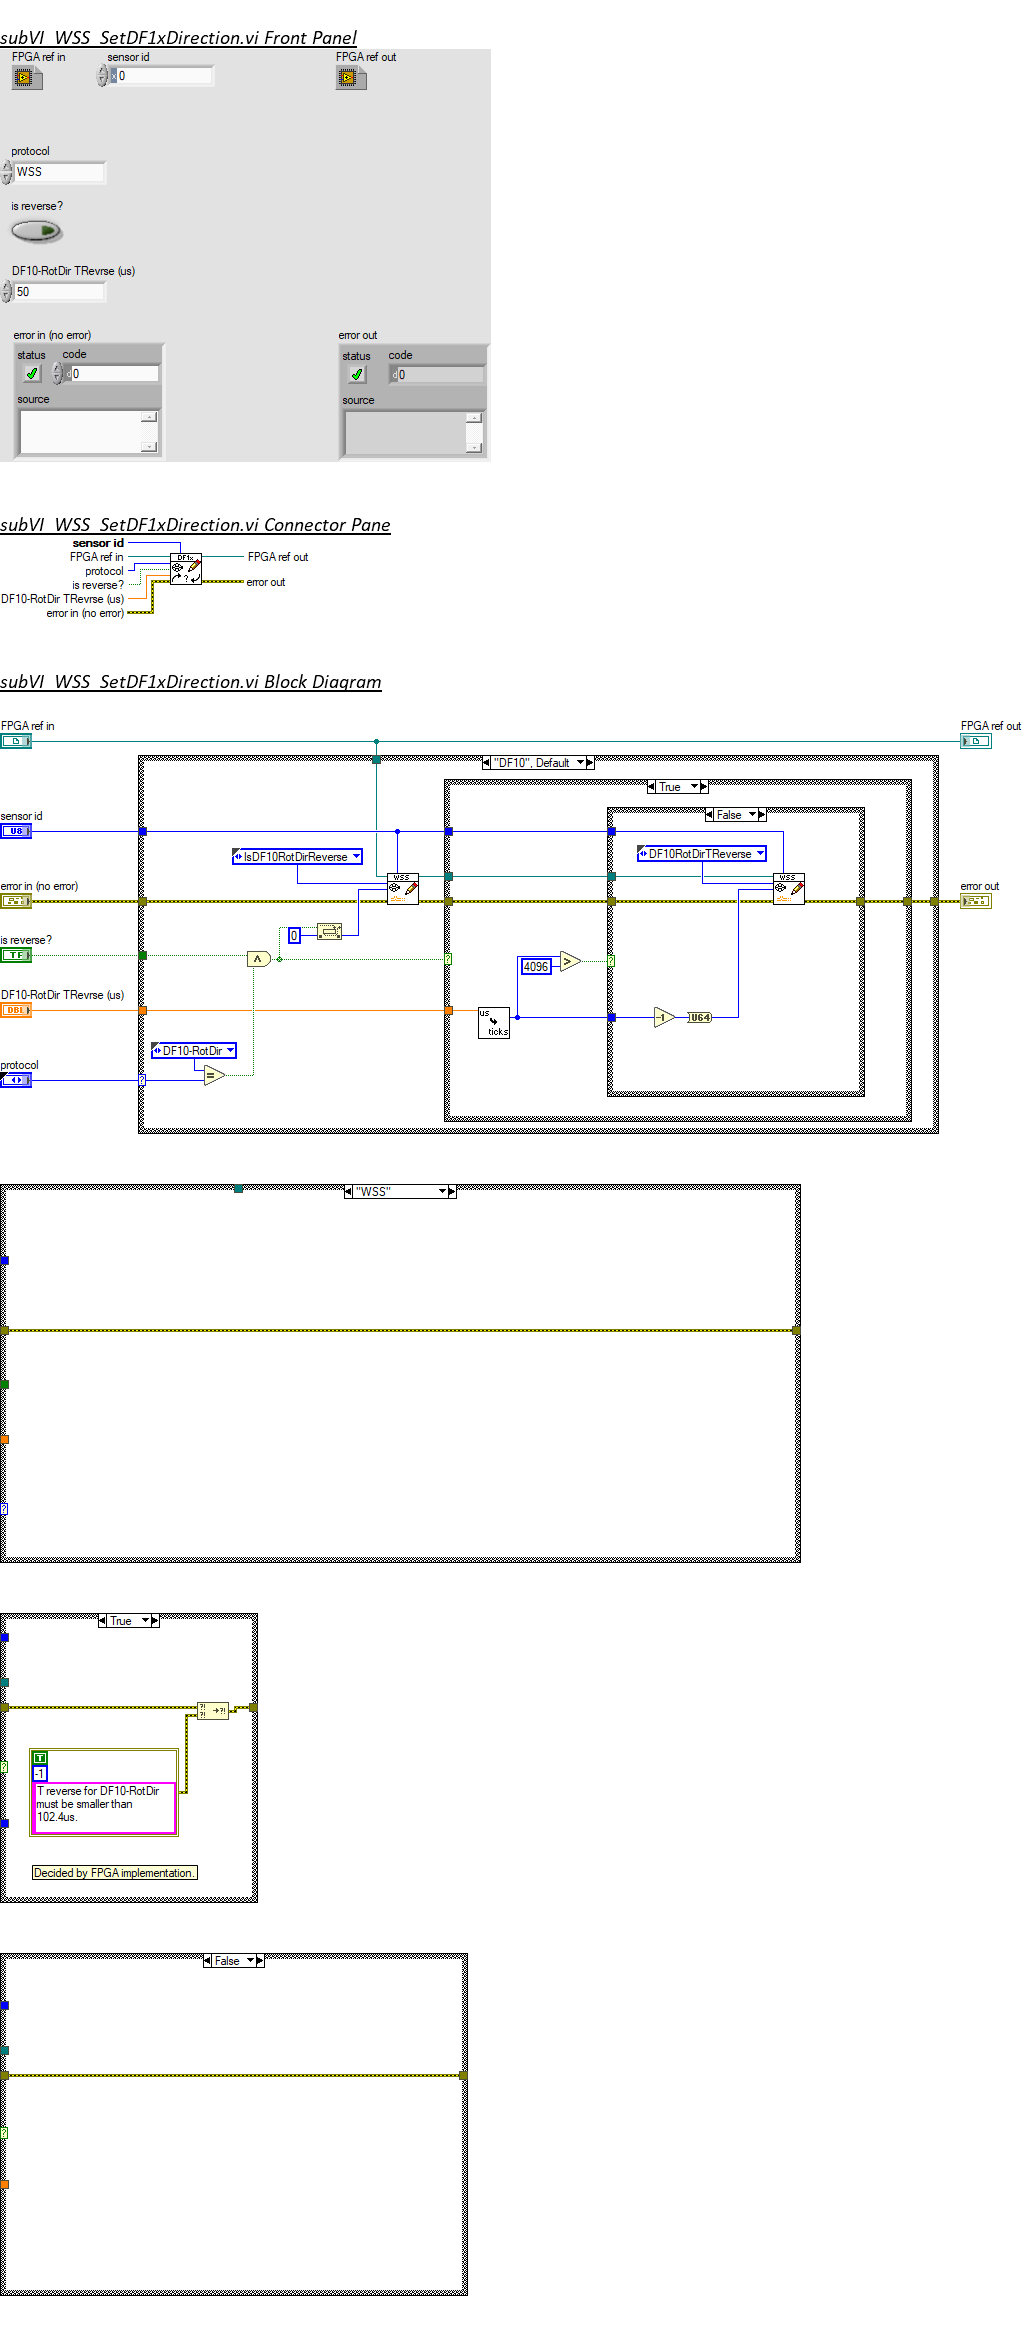 subVI_WSS_SetDF1xDirection.vi Front Panel
FPGA ref in
sensor id
FPGA ref out
x 0
protocol
WSS
is reverse?
DF10-RotDir TRevrse (us)
50
error in (no error)
error out
status
code
status
code
d 0
d 0
source
source
subVI_WSS_SetDF1xDirection.vi Connector Pane
sensor id
FPGA ref in
DF1x
FPGA ref out
protocol
is reverse?
?
error out
DF10-RotDir TRevrse (us)
error in (no error)
subVI_WSS_SetDF1xDirection.vi Block Diagram
FPGA ref in
FPGA ref out
"DF10", Default
True
sensor id
False
U8
IsDF10RotDirReverse
DF10RotDirTReverse
WSS
WSS
error in (no error)
error out
0
is reverse?
TF
?
4096
>
?
DF10-RotDir TRevrse (us)
DBL
us
ticks
-1
U64
DF10-RotDir
protocol
?
=
"WSS"
?
True
?!
?!
→?!
T
-1
?
T reverse for DF10-RotDir
must be smaller than
102.4us.
Decided by FPGA implementation.
False
?